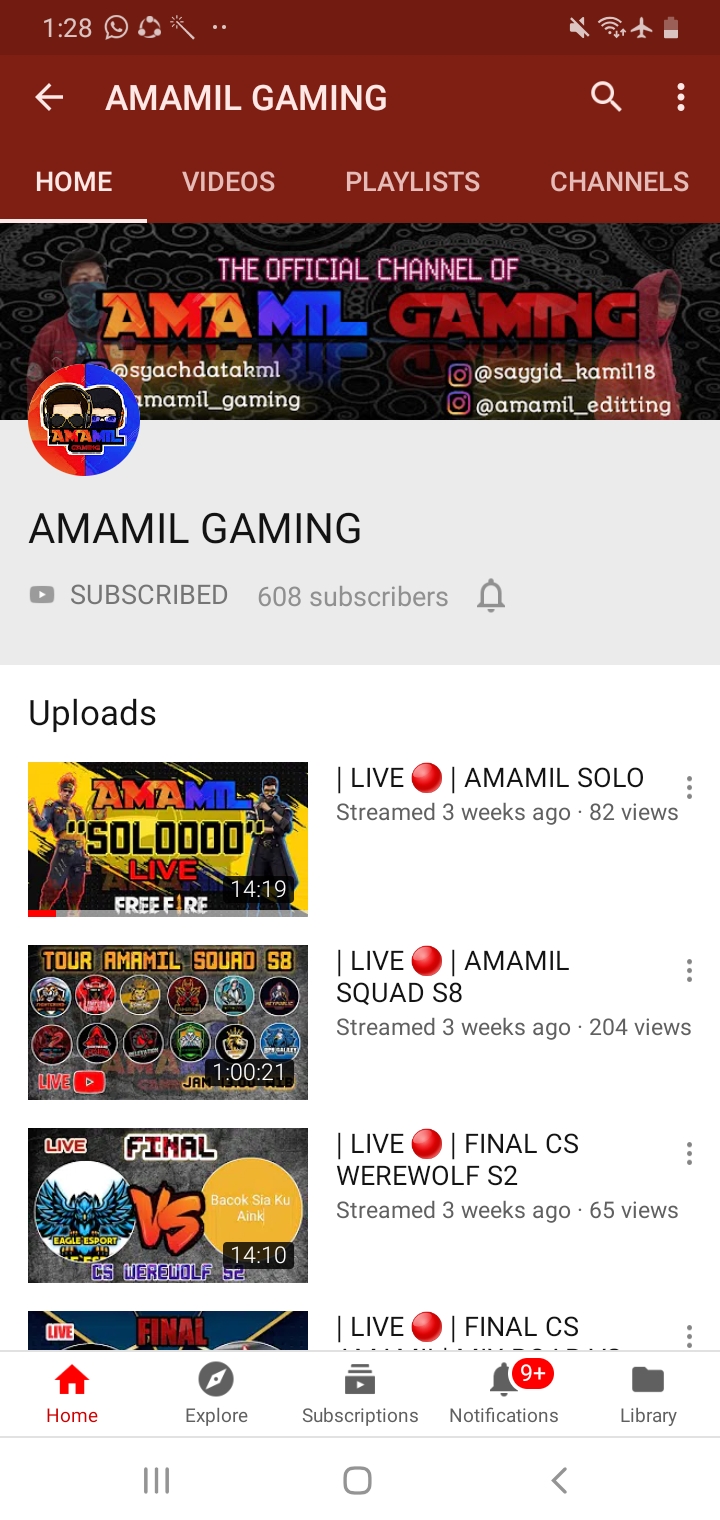 1:28
AMAMIL GAMING
HOME VIDEOS PLAYLISTS CHANNELS
THE OFFICIAL CHANNEL OF
AMAMIL GAMING
@syachdatakml @sayyid_kamil18
amamil_gaming @amamil_editting
AMAMIL
GAMING
AMAMIL GAMING
SUBSCRIBED 608 subscribers
Uploads
AMAMIL
"SOLOOOO"
LIVE
FREE FIRE
14:19
| LIVE 🔴 | AMAMIL SOLO
Streamed 3 weeks ago · 82 views
TOUR AMAMIL SQUAD S8
LIVE
JAM
1:00:21
| LIVE 🔴 | AMAMIL
SQUAD S8
Streamed 3 weeks ago · 204 views
LIVE FINAL
EAGLE ESPORT
VS
Bacok Sia Ku
Aink
14:10
CS WEREWOLF S2
| LIVE 🔴 | FINAL CS
WEREWOLF S2
Streamed 3 weeks ago · 65 views
LIVE FINAL
| LIVE 🔴 | FINAL CS
9+
Home Explore Subscriptions Notifications Library